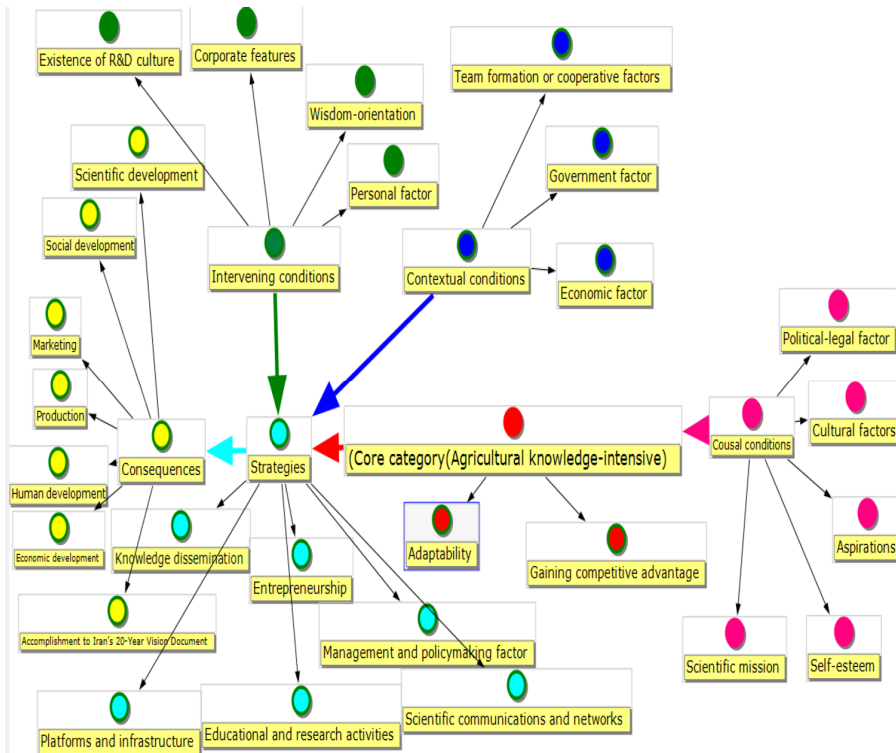 Existence of R&D culture
Corporate features
Team formation or cooperative factors
Wisdom-orientation
Scientific development
Government factor
Personal factor
Social development
Intervening conditions
Contextual conditions
Economic factor
Marketing
Political-legal factor
Production
Cultural factors
Consequences
Strategies
(Core category(Agricultural knowledge-intensive)
Cousal conditions
Human development
Economic development
Knowledge dissemination
Adaptability
Aspirations
Entrepreneurship
Gaining competitive advantage
Accomplishment to Iran's 20-Year Vision Document
Management and policymaking factor
Scientific mission
Self-esteem
Platforms and infrastructure
Educational and research activities
Scientific communications and networks